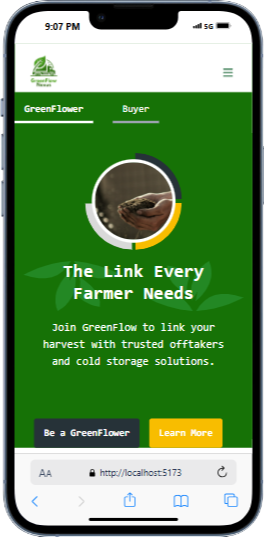 9:07 PM 5G
GreenFlow
GreenFlower Buyer
The Link Every
Farmer Needs
Join GreenFlow to link your
harvest with trusted offtakers
and cold storage solutions.
Be a GreenFlower Learn More
AA http://localhost:5173